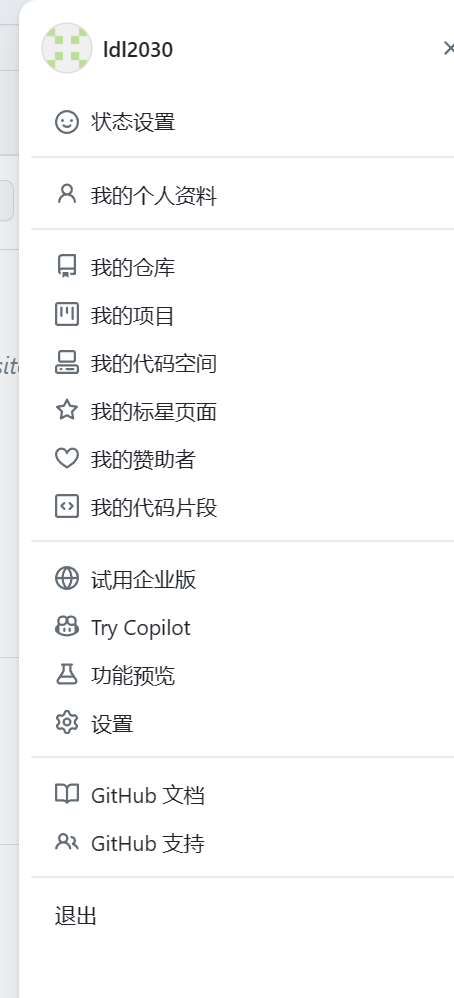 ldl2030
状态设置
我的个人资料
我的仓库
我的项目
我的代码空间
我的标星页面
我的赞助者
我的代码片段
试用企业版
Try Copilot
功能预览
设置
GitHub 文档
GitHub 支持
退出